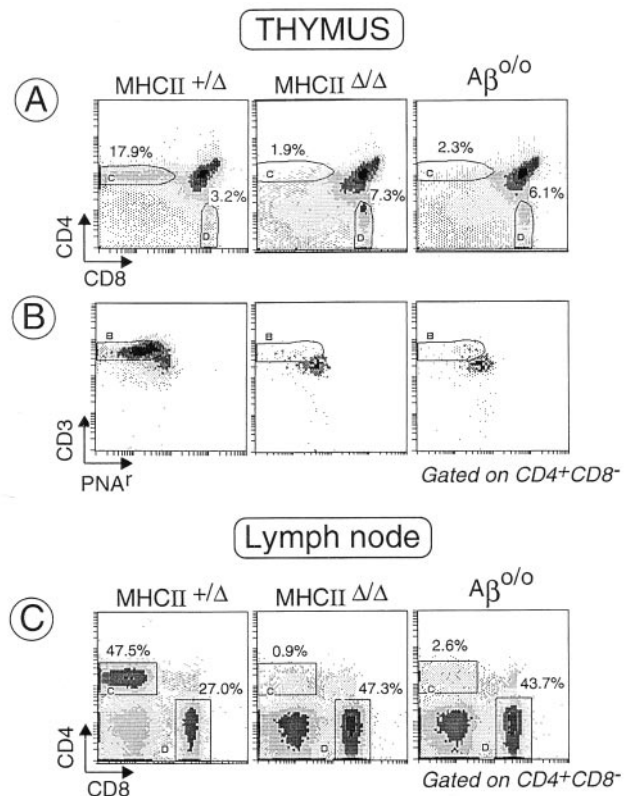 THYMUS
A
MHCII +/Δ
MHCII Δ/Δ
Aβo/o
17.9%
C
3.2%
D
1.9%
C
7.3%
D
2.3%
C
6.1%
D
CD4
CD8
B
B
B
B
CD3
PNAr
Gated on CD4+CD8-
Lymph node
C
MHCII +/Δ
MHCII Δ/Δ
Aβo/o
47.5%
C
27.0%
D
0.9%
C
47.3%
D
2.6%
C
43.7%
D
CD4
CD8
Gated on CD4+CD8-